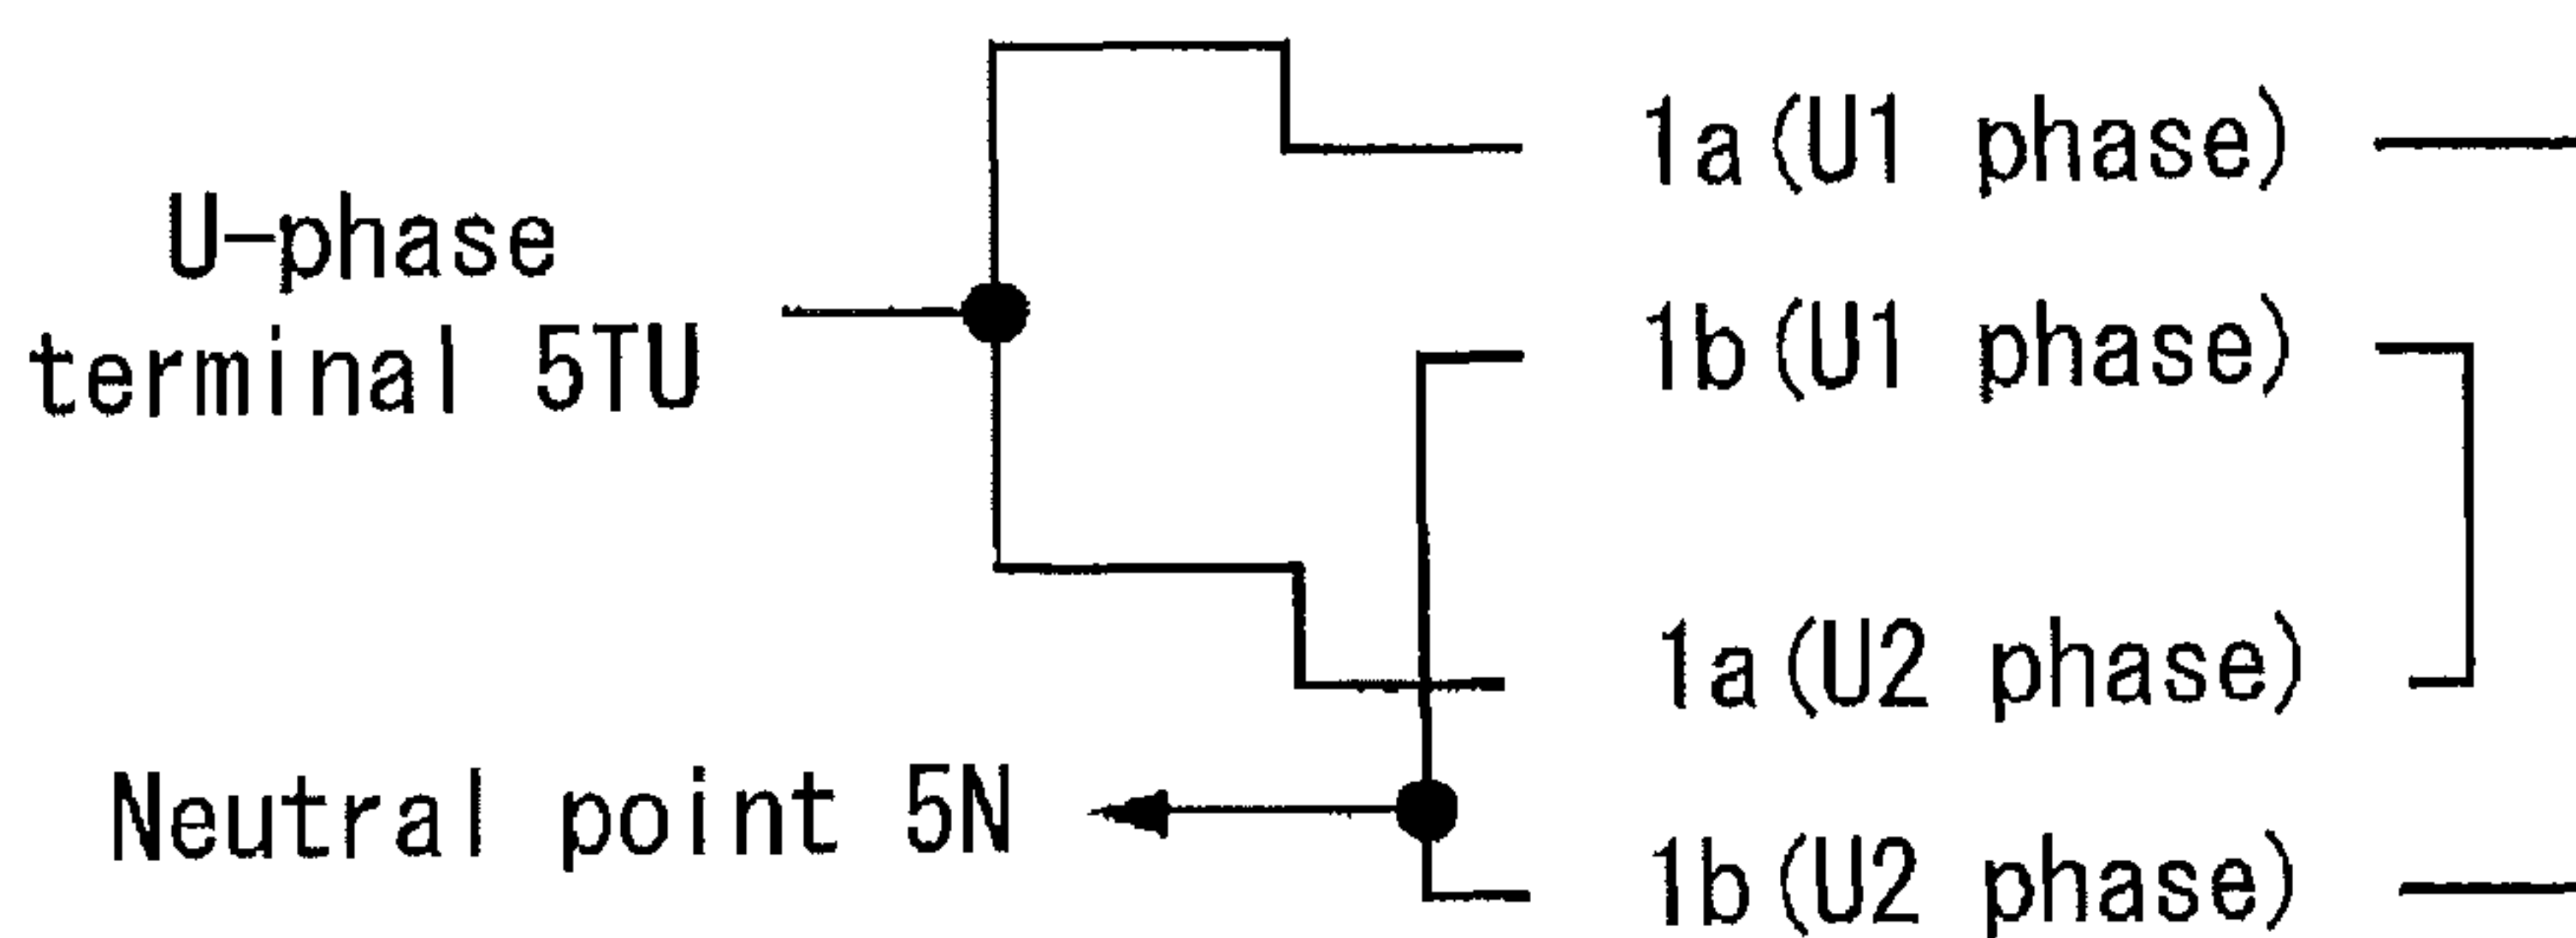 1a(U1 phase)
U-phase
terminal 5TU
1b(U1 phase)
1a(U2 phase)
Neutral point 5N
1b(U2 phase)